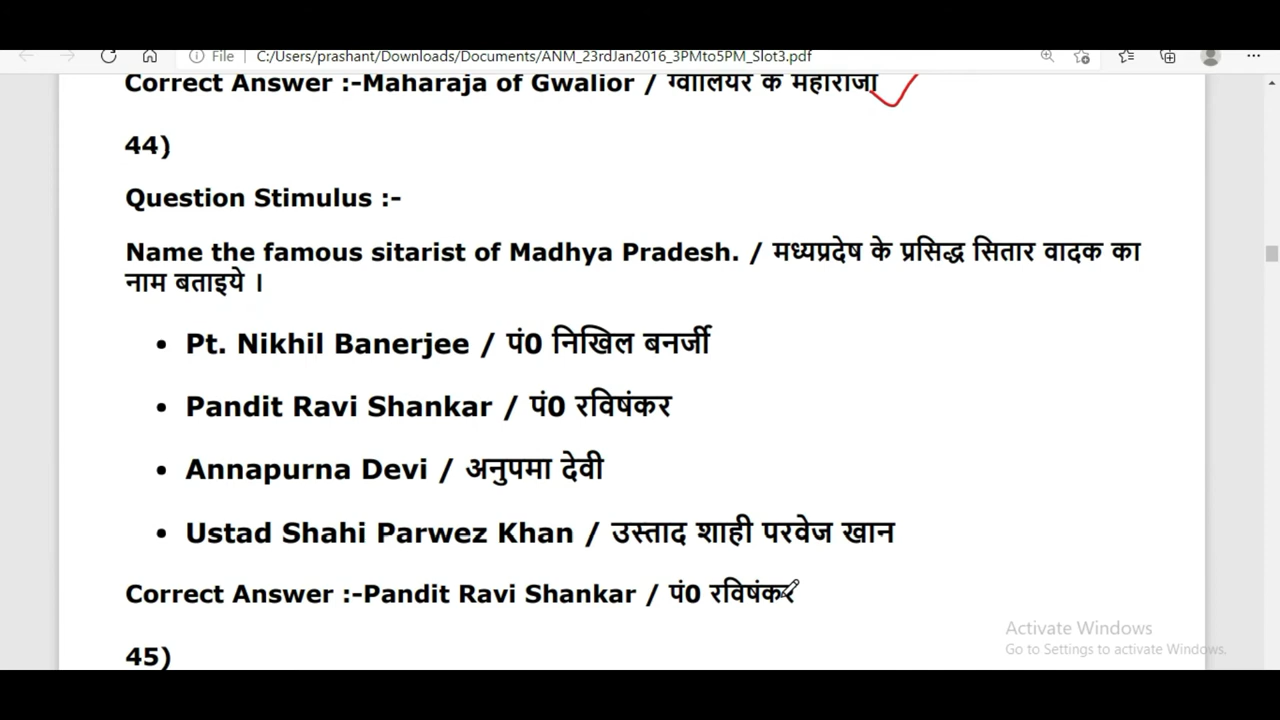 File | C:/Users/prashant/Downloads/Documents/ANM_23rdJan2016_3PMto5PM_Slot3.pdf
Correct Answer :-Maharaja of Gwalior / ग्वालियर के महाराजा
44)
Question Stimulus :-
Name the famous sitarist of Madhya Pradesh. / मध्यप्रदेष के प्रसिद्ध सितार वादक का
नाम बताइये ।
• Pt. Nikhil Banerjee / पं0 निखिल बनर्जी
• Pandit Ravi Shankar / पं0 रविषंकर
• Annapurna Devi / अनुपमा देवी
• Ustad Shahi Parwez Khan / उस्ताद शाही परवेज खान
Correct Answer :-Pandit Ravi Shankar / पं0 रविषंकर
Activate Windows
Go to Settings to activate Windows.
45)